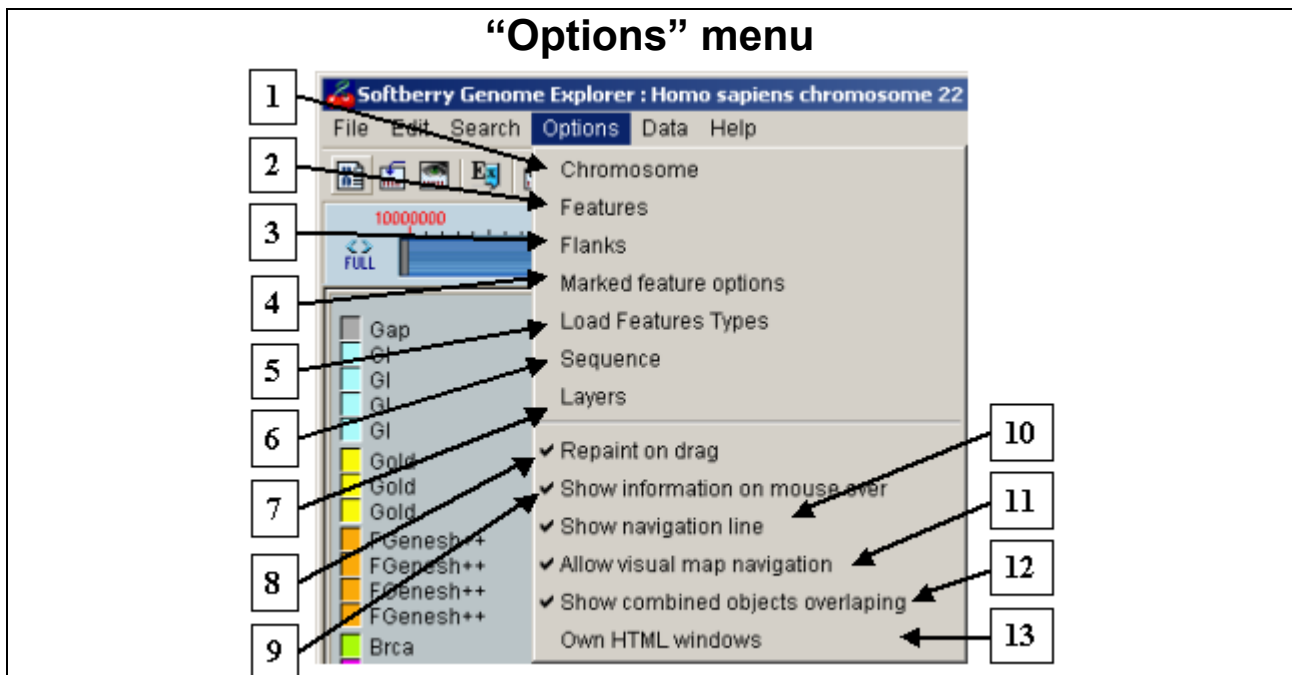 “Options” menu
Softberry Genome Explorer : Homo sapiens chromosome 22
File Edit Search Options Data Help
Ex
10000000
FULL
1
2
3
4
5
6
7
8
9
Chromosome
Features
Flanks
Marked feature options
Load Features Types
Sequence
Layers
Repaint on drag
Show information on mouse over
Show navigation line
Allow visual map navigation
Show combined objects overlaping
Own HTML windows
10
11
12
13
Gap
GI
GI
GI
GI
Gold
Gold
Gold
FGenesh++
FGenesh++
FGenesh++
FGenesh++
Brca